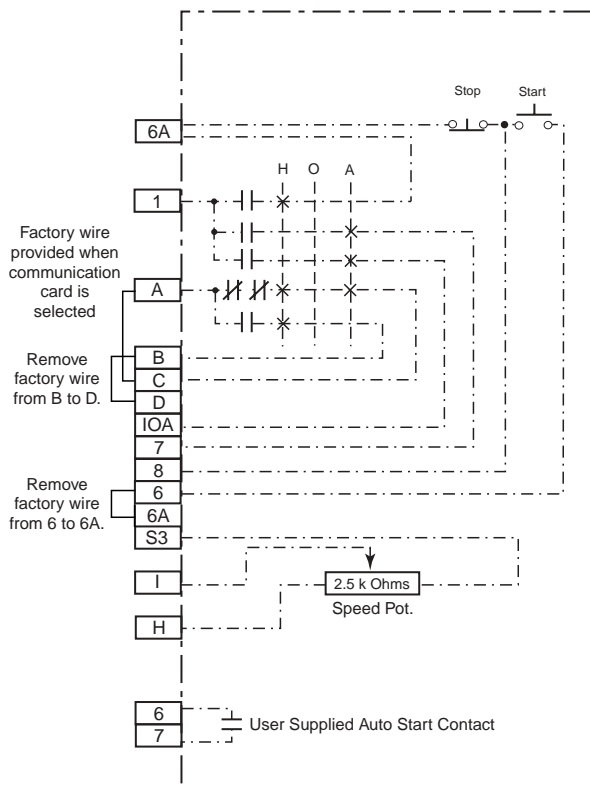 Stop
Start
6A
H O A
1
Factory wire
provided when
communication
card is
selected
A
Remove
factory wire
from B to D.
B
C
D
IOA
7
8
Remove
factory wire
from 6 to 6A.
6
6A
S3
I
2.5 k Ohms
Speed Pot.
H
6
7
User Supplied Auto Start Contact